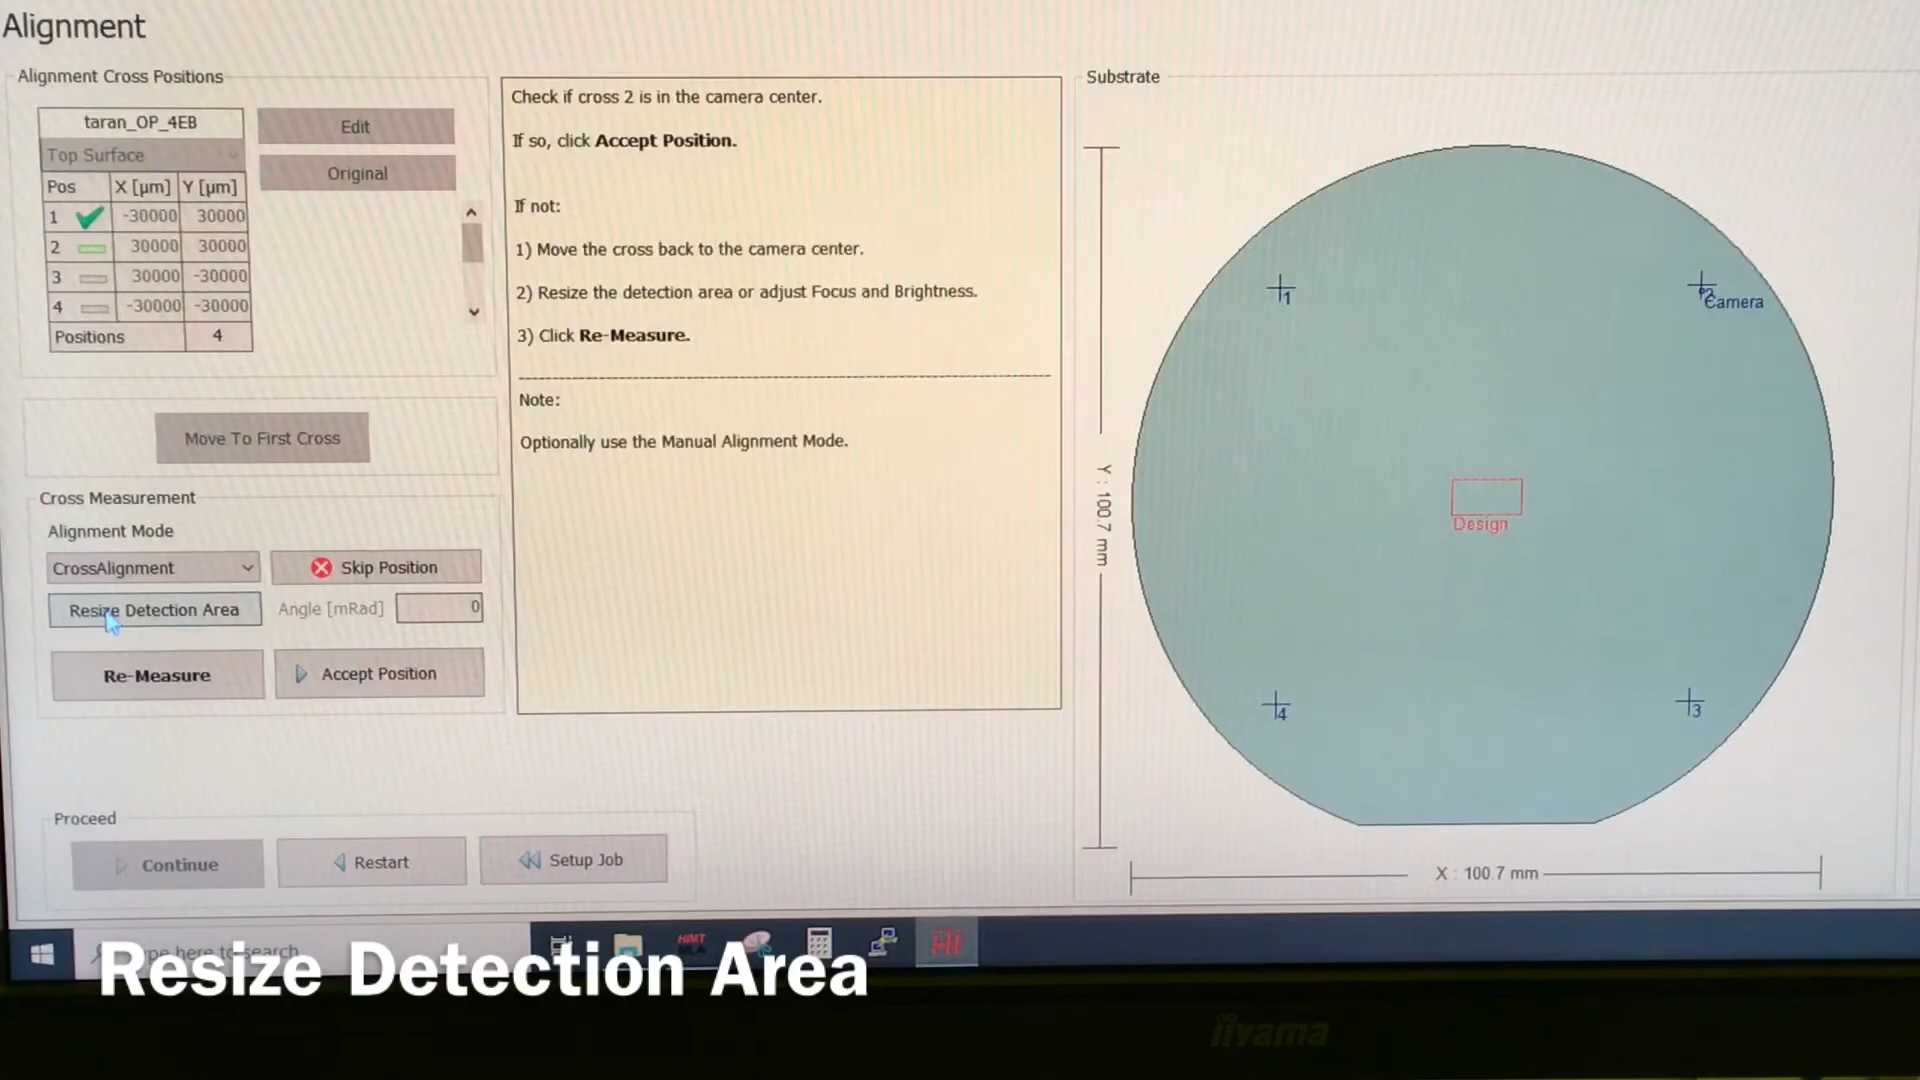 Alignment
Alignment Cross Positions
taran_OP_4EB
Edit
Top Surface
Original
Pos X [µm] Y [µm]
1 -30000 30000
2 30000 30000
3 30000 -30000
4 -30000 -30000
Positions 4
Move To First Cross
Cross Measurement
Alignment Mode
CrossAlignment
Skip Position
Resize Detection Area
Angle [mRad] 0
Re-Measure
Accept Position
Proceed
Continue
Restart
Setup Job
Check if cross 2 is in the camera center.
If so, click Accept Position.
If not:
1) Move the cross back to the camera center.
2) Resize the detection area or adjust Focus and Brightness.
3) Click Re-Measure.
Note:
Optionally use the Manual Alignment Mode.
Substrate
1
2
Camera
Design
4
3
Y : 100.7 mm
X : 100.7 mm
here to search
HIMT
Resize Detection Area
iiyama